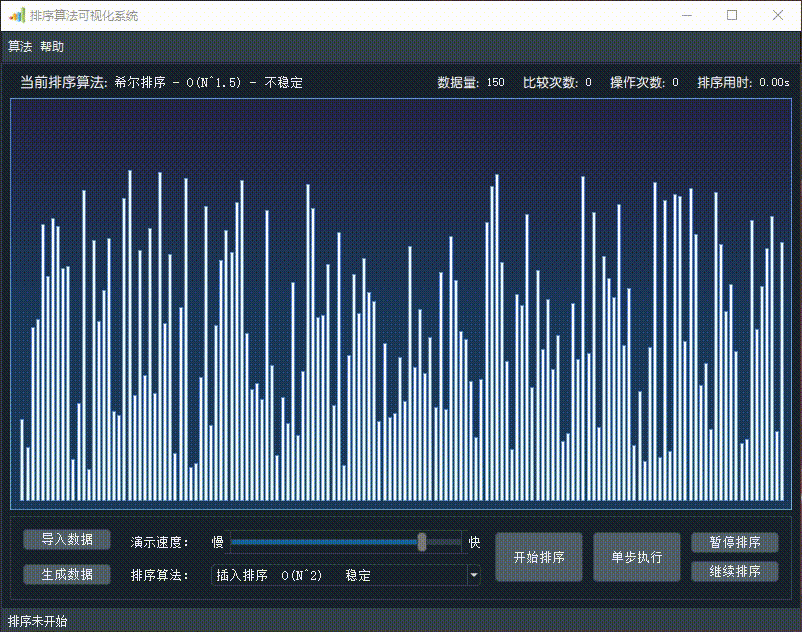 排序算法可视化系统
算法 帮助
当前排序算法: 希尔排序 - O(N^1.5) - 不稳定 数据量: 150 比较次数: 0 操作次数: 0 排序用时: 0.00s
导入数据 演示速度: 慢 快 开始排序 单步执行 暂停排序
生成数据 排序算法: 插入排序 O(N^2) 稳定 继续排序
排序未开始